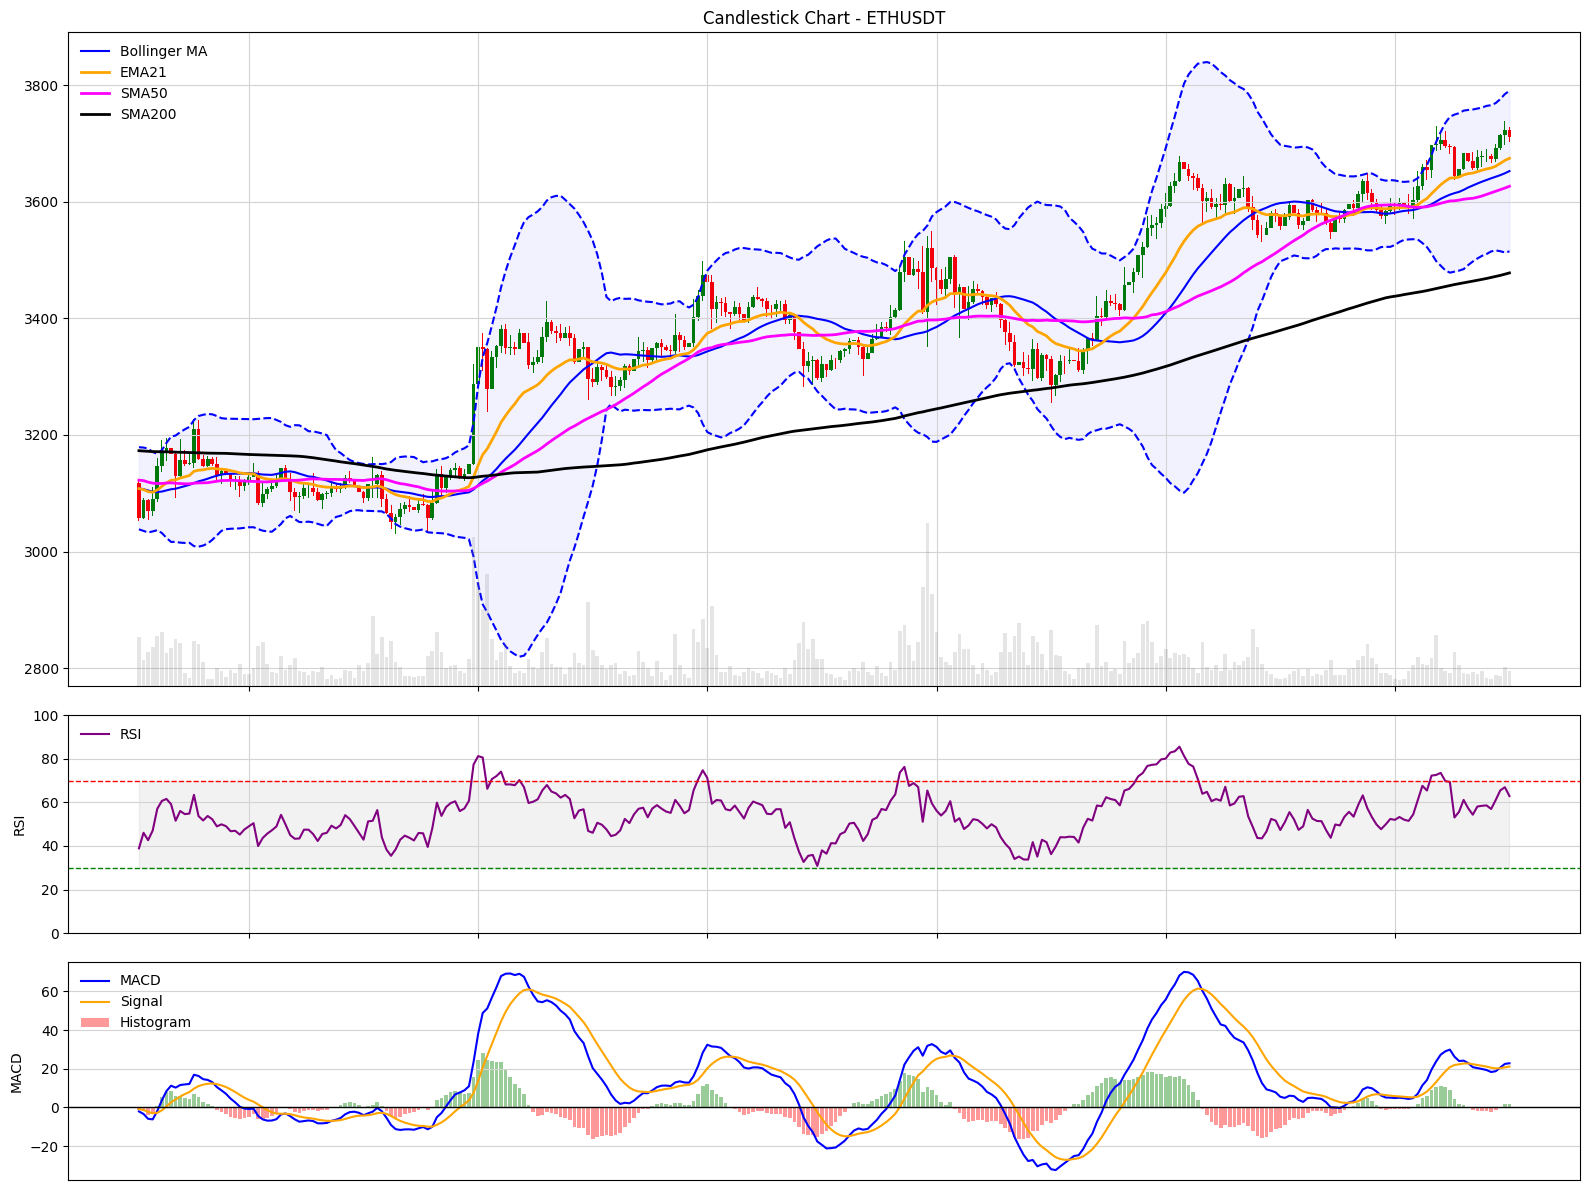 Candlestick Chart - ETHUSDT
Bollinger MA
EMA21
SMA50
SMA200
3800
3600
3400
3200
3000
2800
RSI
RSI
100
80
60
40
20
0
MACD
Signal
Histogram
MACD
60
40
20
0
−20